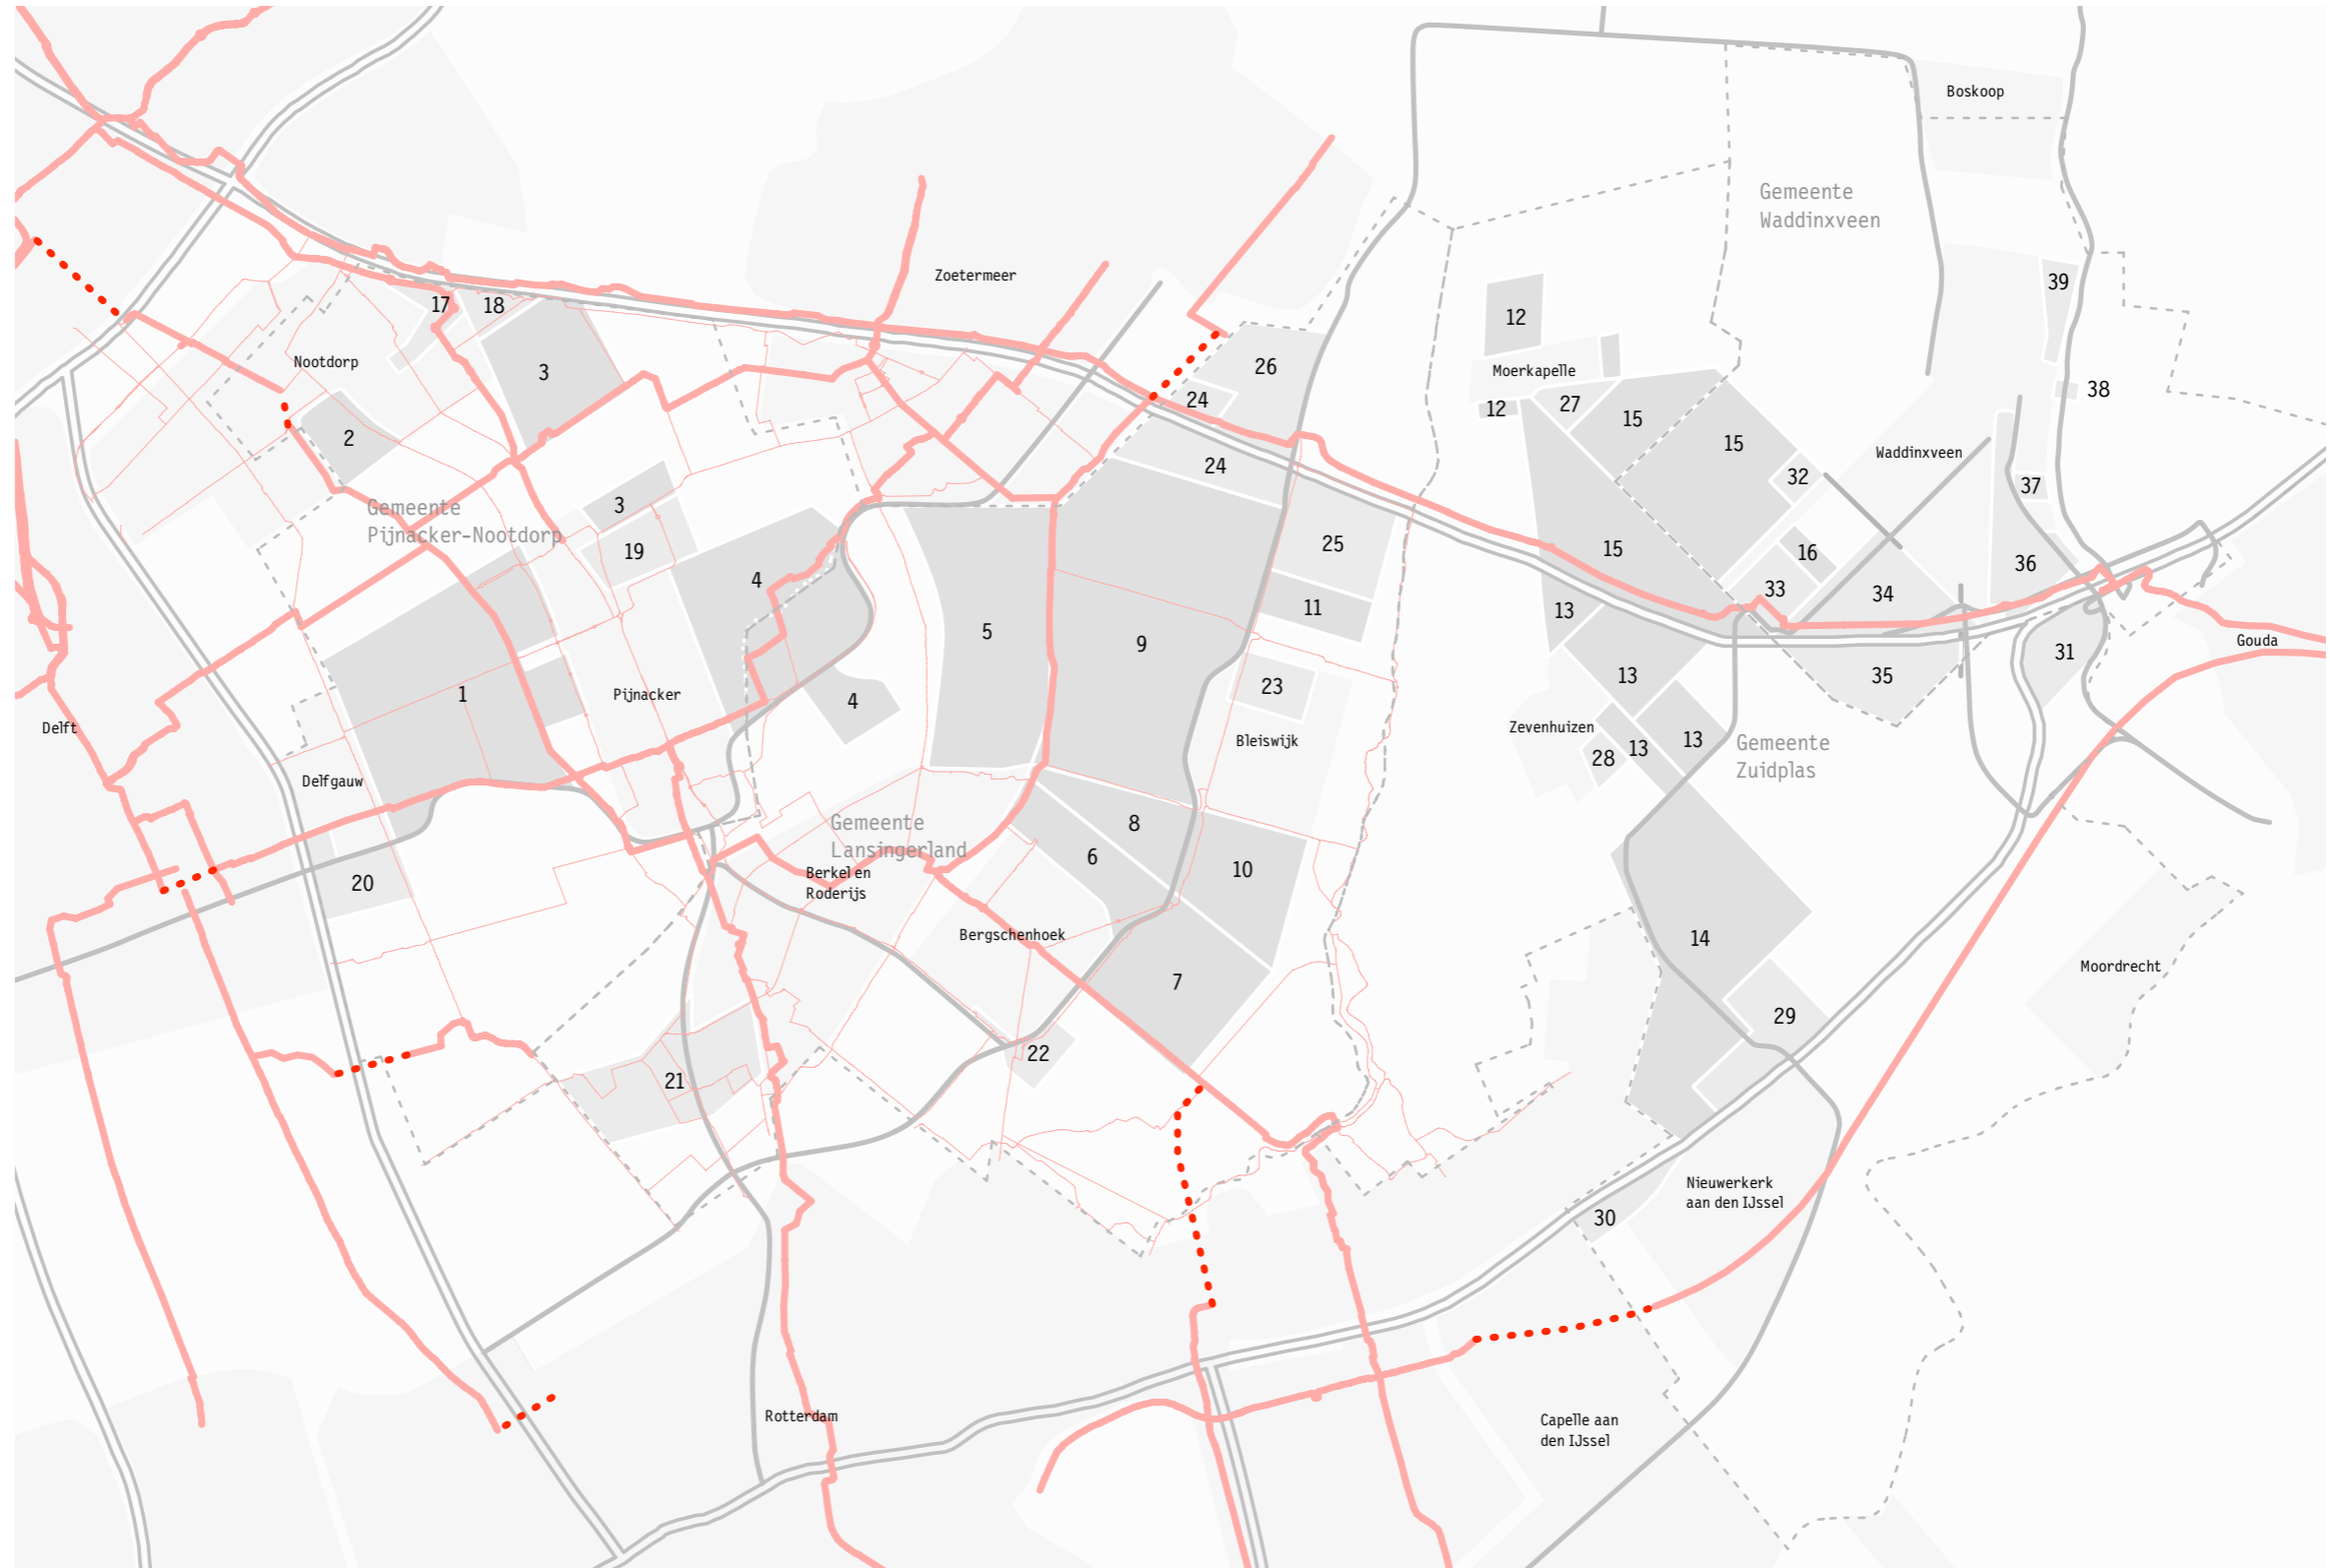 Boskoop
Gemeente
Waddinxveen
Zoetermeer
39
17
18
12
Nootdorp
3
26
Moerkapelle
38
24
27
12
15
2
15
Waddinxveen
24
32
37
3
Gemeente
Pijnacker-Nootdorp
19
25
15
16
4
36
33
34
11
13
5
9
Gouda
31
13
35
23
1
Pijnacker
4
Delft
Zevenhuizen
Bleiswijk
13
13
28
Gemeente
Zuidplas
Delfgauw
Gemeente
Lansingerland
8
6
10
Berkel en
Roderijs
20
Bergschenhoek
14
Moordrecht
7
29
22
21
Nieuwerkerk
aan den IJssel
30
Rotterdam
Capelle aan
den IJssel